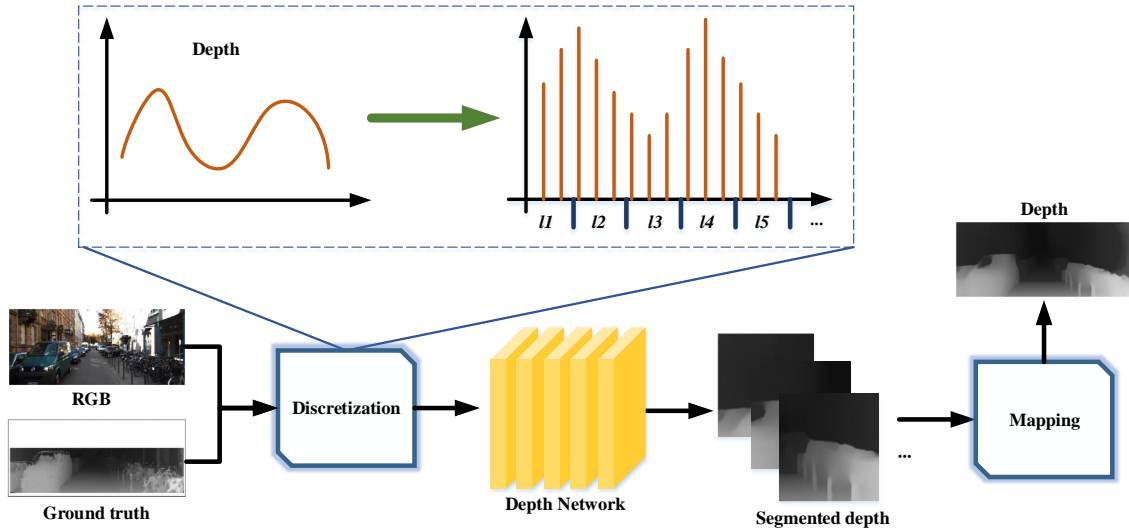 Depth
l1 l2 l3 l4 l5 ...
Depth
RGB
Discretization
Mapping
...
Ground truth
Depth Network
Segmented depth